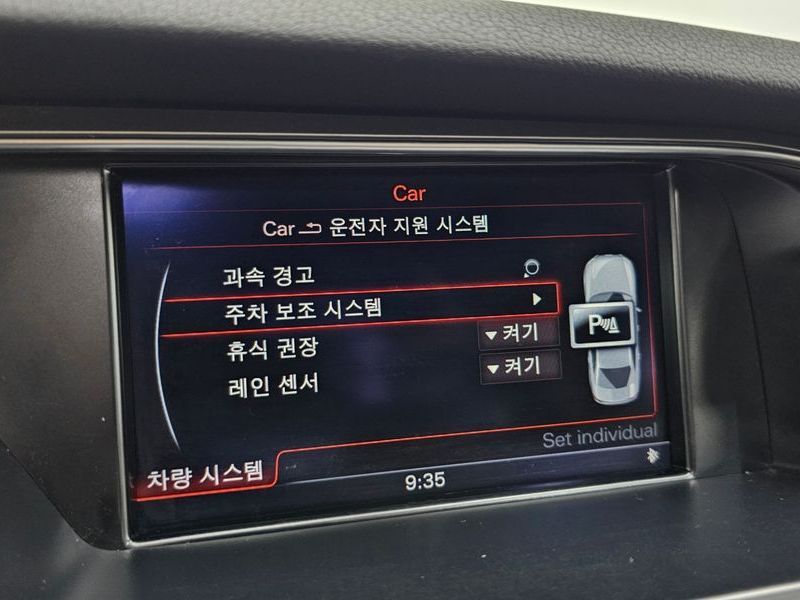 Car
Car 운전자 지원 시스템
과속 경고
주차 보조 시스템
휴식 권장 켜기
레인 센서 켜기
P
Set individual
차량 시스템
9:35